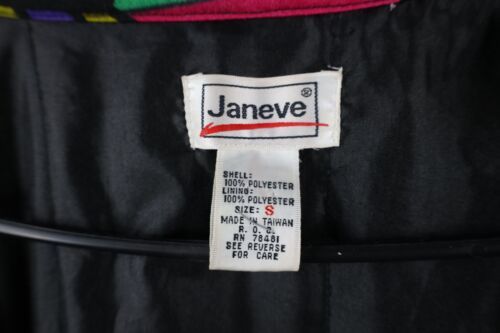 Janeve®
SHELL:
100% POLYESTER
LINING:
100% POLYESTER
SIZE: S
MADE IN TAIWAN
R. O. C.
RN 78481
SEE REVERSE
FOR CARE